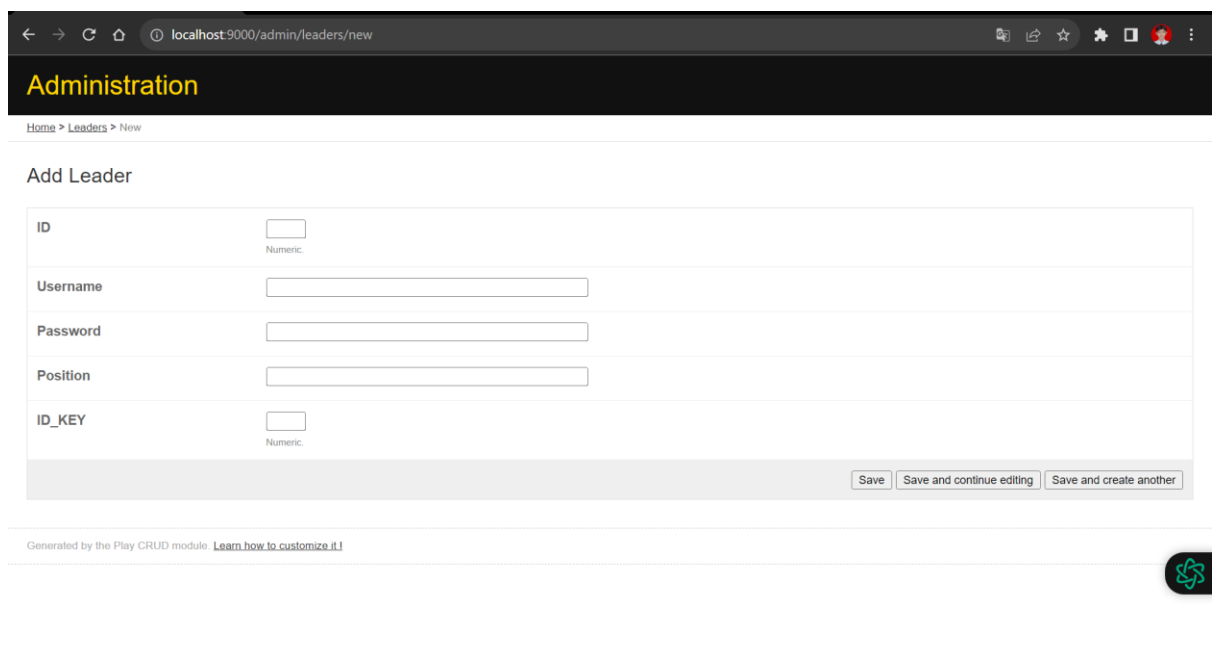 localhost:9000/admin/leaders/new
Administration
Home > Leaders > New
Add Leader
ID
Numeric.
Username
Password
Position
ID_KEY
Numeric.
Save Save and continue editing Save and create another
Generated by the Play CRUD module. Learn how to customize it !